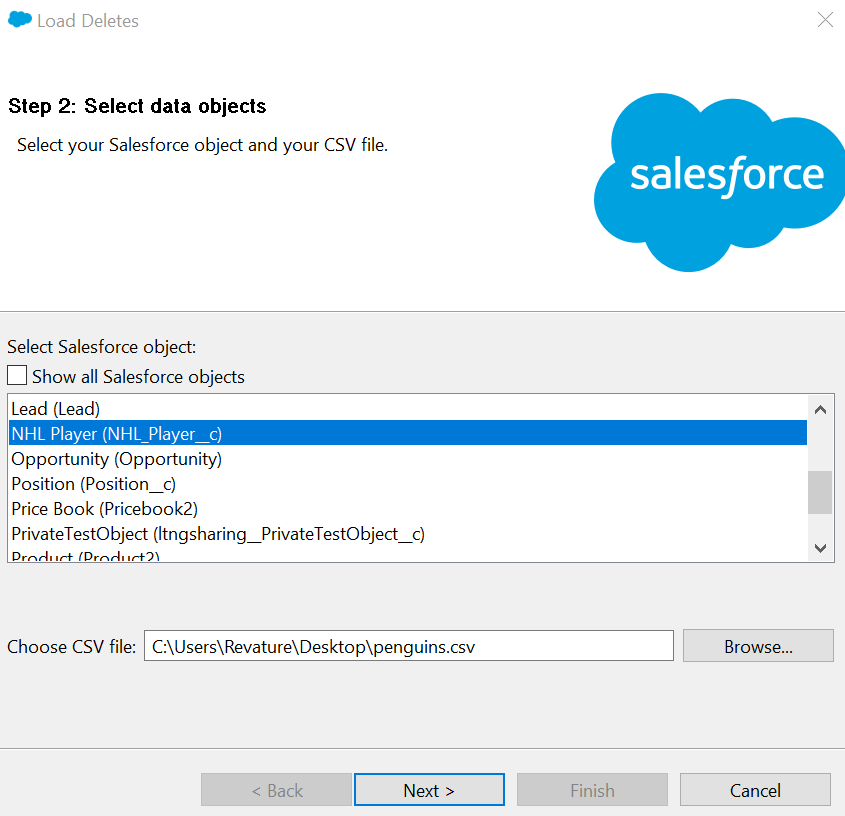 Load Deletes
Step 2: Select data objects
Select your Salesforce object and your CSV file.
salesforce
Select Salesforce object:
Show all Salesforce objects
Lead (Lead)
NHL Player (NHL_Player__c)
Opportunity (Opportunity)
Position (Position__c)
Price Book (Pricebook2)
PrivateTestObject (ltngsharing__PrivateTestObject__c)
Product (Product2)
Choose CSV file: C:\Users\Revature\Desktop\penguins.csv Browse...
< Back Next > Finish Cancel